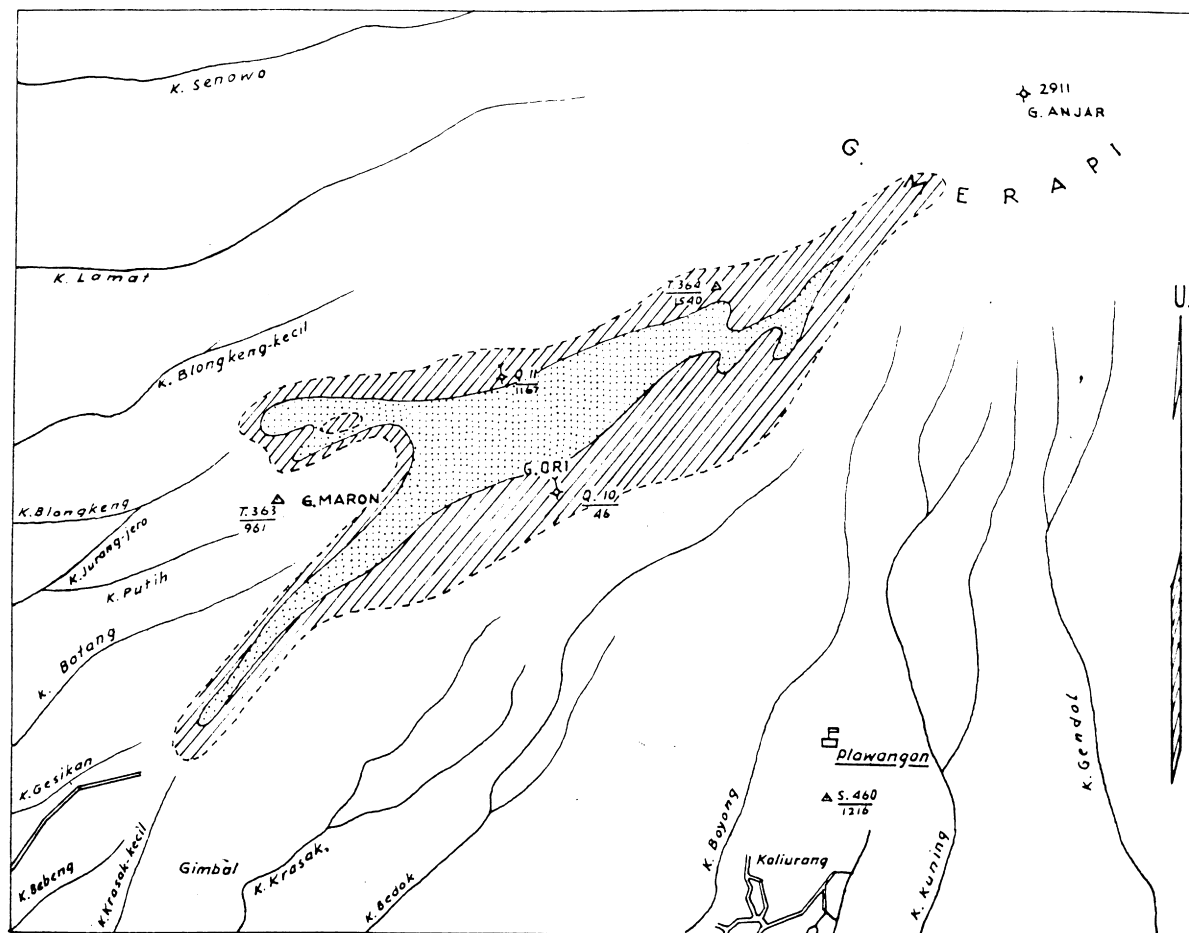 K. Senowo
2911
G. ANJAR
G. MERAPI
K. Lamat
T. 364
1540
U.
K. Blongkeng-kecil
Q. 11
1167
G. ORI
Q. 10
46
K. Blongkeng
T. 363
961
G. MARON
K. Jurang-jero
K. Putih
K. Batang
K. Gesikan
Plawangan
S. 460
1216
K. Gendol
K. Boyong
K. Kuning
Kaliurang
K. Bebeng
K. Krasak-kecil
Gimbal
K. Krasak.
K. Bedok